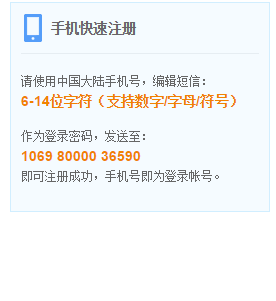 手机快速注册
请使用中国大陆手机号，编辑短信：
6-14位字符（支持数字/字母/符号）
作为登录密码，发送至：
1069 80000 36590
即可注册成功，手机号即为登录帐号。